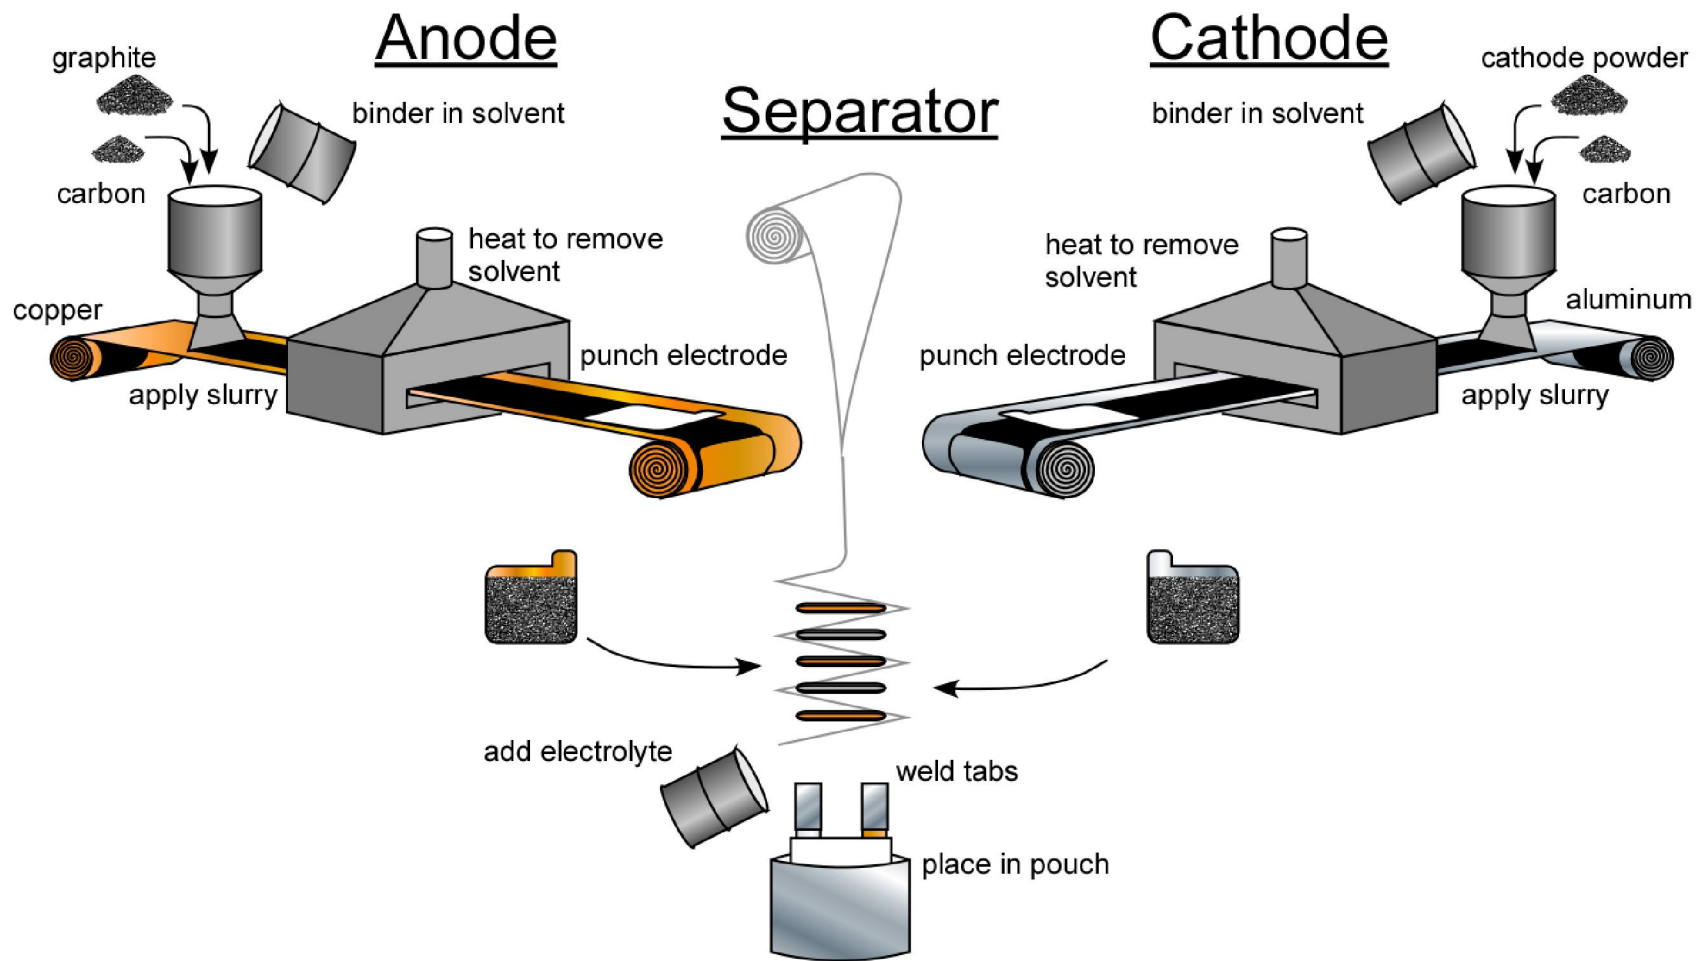 Anode
Cathode
Separator
graphite
binder in solvent
carbon
heat to remove
solvent
copper
apply slurry
punch electrode
cathode powder
binder in solvent
carbon
heat to remove
solvent
aluminum
punch electrode
apply slurry
add electrolyte
weld tabs
place in pouch